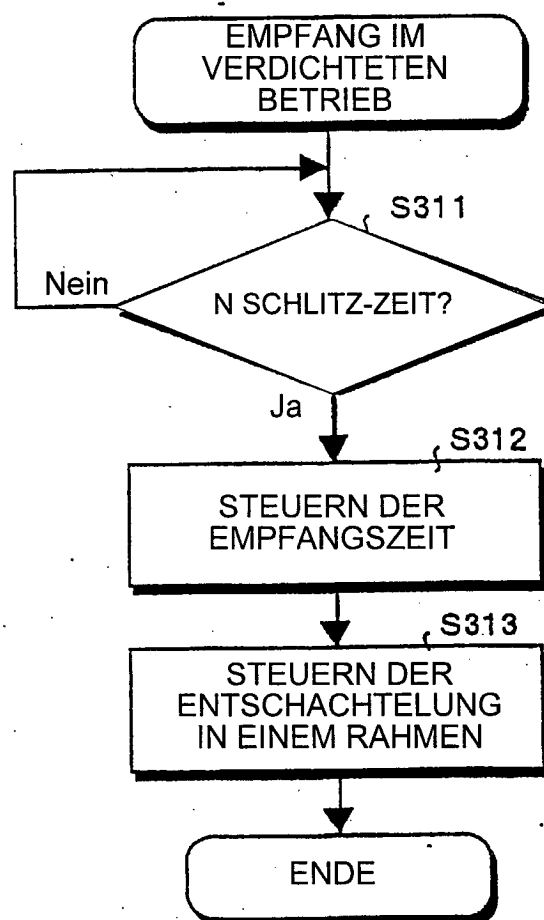 EMPFANG IM
VERDICHTETEN
BETRIEB
S311
Nein
N SCHLITZ-ZEIT?
Ja
S312
STEUERN DER
EMPFANGSZEIT
S313
STEUERN DER
ENTSCHACHTELUNG
IN EINEM RAHMEN
ENDE